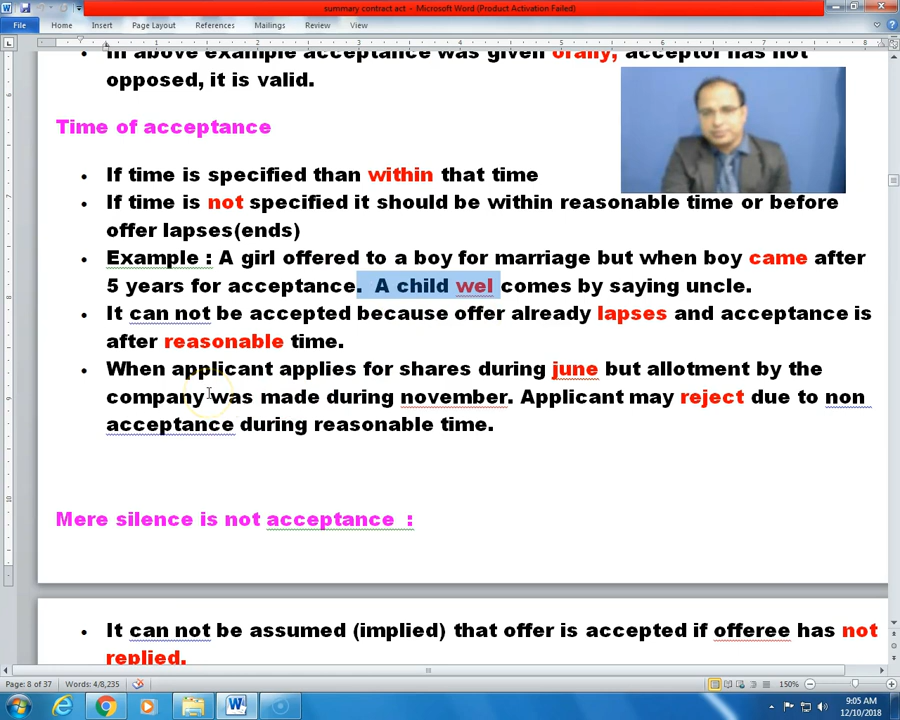 summary contract act - Microsoft Word (Product Activation Failed)
File Home Insert Page Layout References Mailings Review View
1 2 3 4 5 6 7 8
• In above example acceptance was given orally, acceptor has not
opposed, it is valid.
Time of acceptance
• If time is specified than within that time
• If time is not specified it should be within reasonable time or before
offer lapses(ends)
• Example : A girl offered to a boy for marriage but when boy came after
5 years for acceptance. A child wel comes by saying uncle.
• It can not be accepted because offer already lapses and acceptance is
after reasonable time.
• When applicant applies for shares during june but allotment by the
company was made during november. Applicant may reject due to non
acceptance during reasonable time.
Mere silence is not acceptance :
• It can not be assumed (implied) that offer is accepted if offeree has not
replied.
Page: 8 of 37 Words: 4/8,235 150%
9:05 AM
12/10/2018